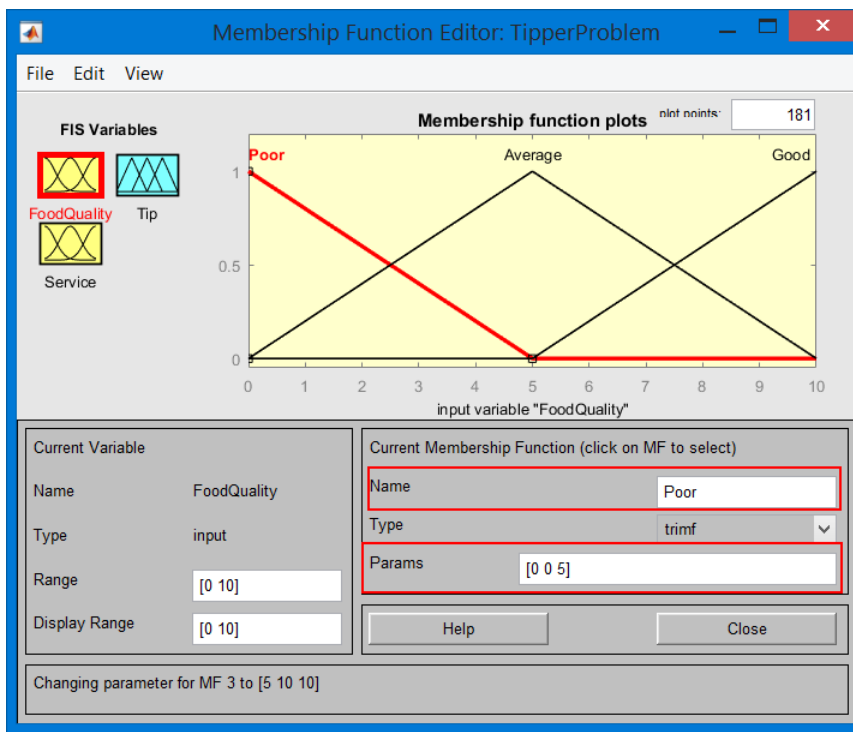 Membership Function Editor: TipperProblem
File Edit View
FIS Variables
FoodQuality
Tip
Service
Membership function plots
plot points:
181
Poor
Average
Good
1
0.5
0
0 1 2 3 4 5 6 7 8 9 10
input variable "FoodQuality"
Current Variable
Name FoodQuality
Type input
Range [0 10]
Display Range [0 10]
Current Membership Function (click on MF to select)
Name Poor
Type trimf
Params [0 0 5]
Help
Close
Changing parameter for MF 3 to [5 10 10]